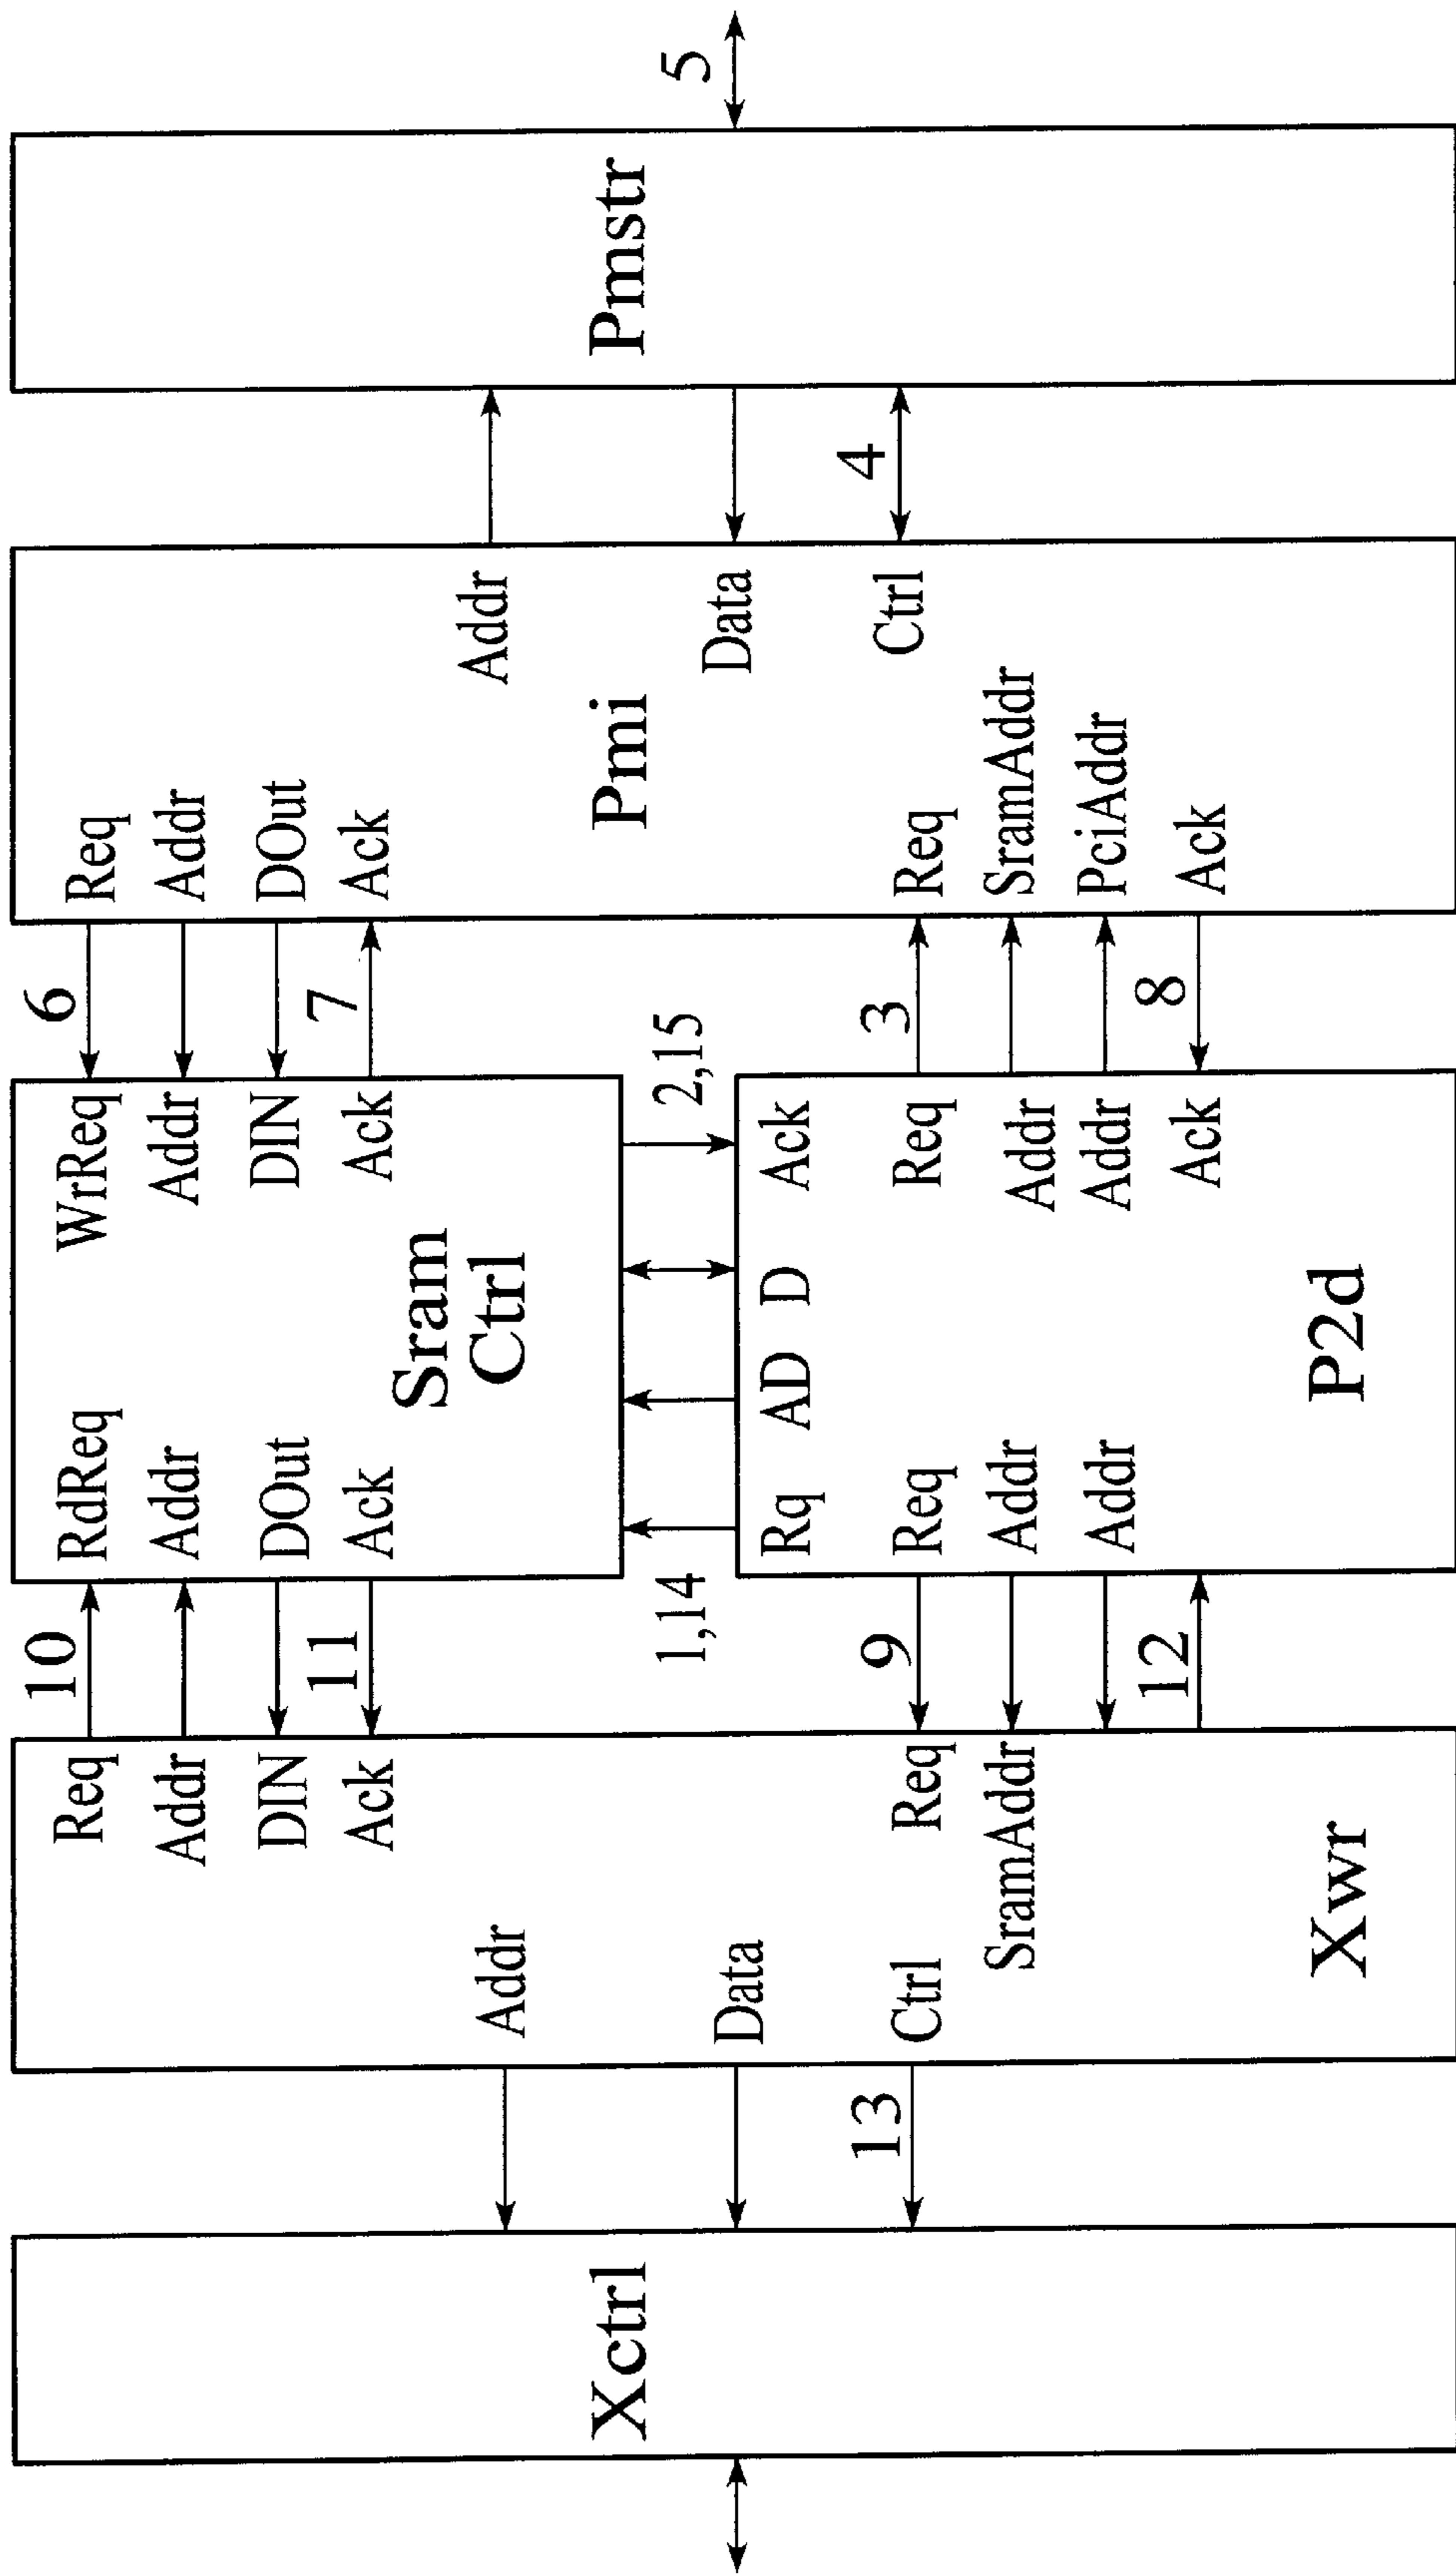 10 6
Req RdReq WrReq Req
Addr Addr Addr Addr
DIN DOut DIN DOut
11 7
Ack Ack Ack Ack
Sram
Ctrl
Addr Addr
Xctrl Pmi Pmstr
1,14 2,15 5
Data Rq AD D Ack Data
13 9 3 4
Ctrl Req Req Req Req Ctrl
SramAddr Addr Addr SramAddr
Addr Addr PciAddr
12 8
Ack Ack
Xwr P2d